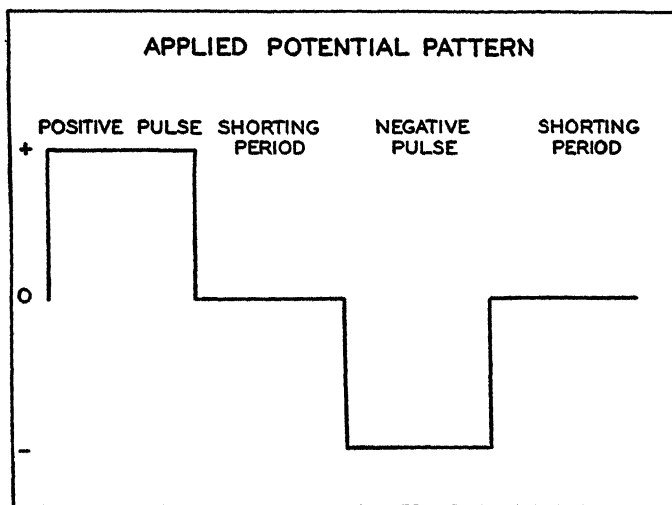 APPLIED POTENTIAL PATTERN
POSITIVE PULSE
SHORTING
PERIOD
NEGATIVE
PULSE
SHORTING
PERIOD
+
O
-